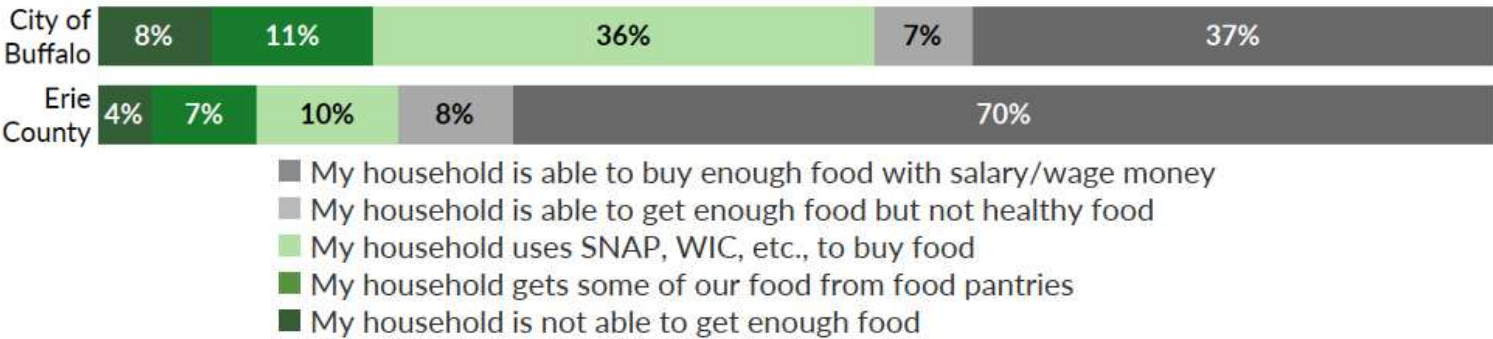 City of
Buffalo
8% 11% 36% 7% 37%
Erie
County
4% 7% 10% 8% 70%
My household is able to buy enough food with salary/wage money
My household is able to get enough food but not healthy food
My household uses SNAP, WIC, etc., to buy food
My household gets some of our food from food pantries
My household is not able to get enough food